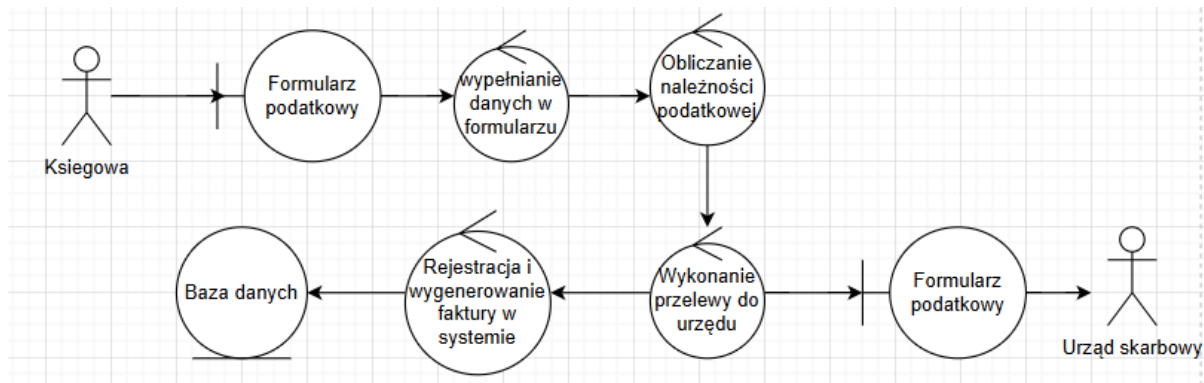 Formularz
podatkowy
wypełnianie
danych w
formularzu
Obliczanie
należności
podatkowej
Ksiegowa
Baza danych
Rejestracja i
wygenerowanie
faktury w
systemie
Wykonanie
przelewy do
urzędu
Formularz
podatkowy
Urząd skarbowy